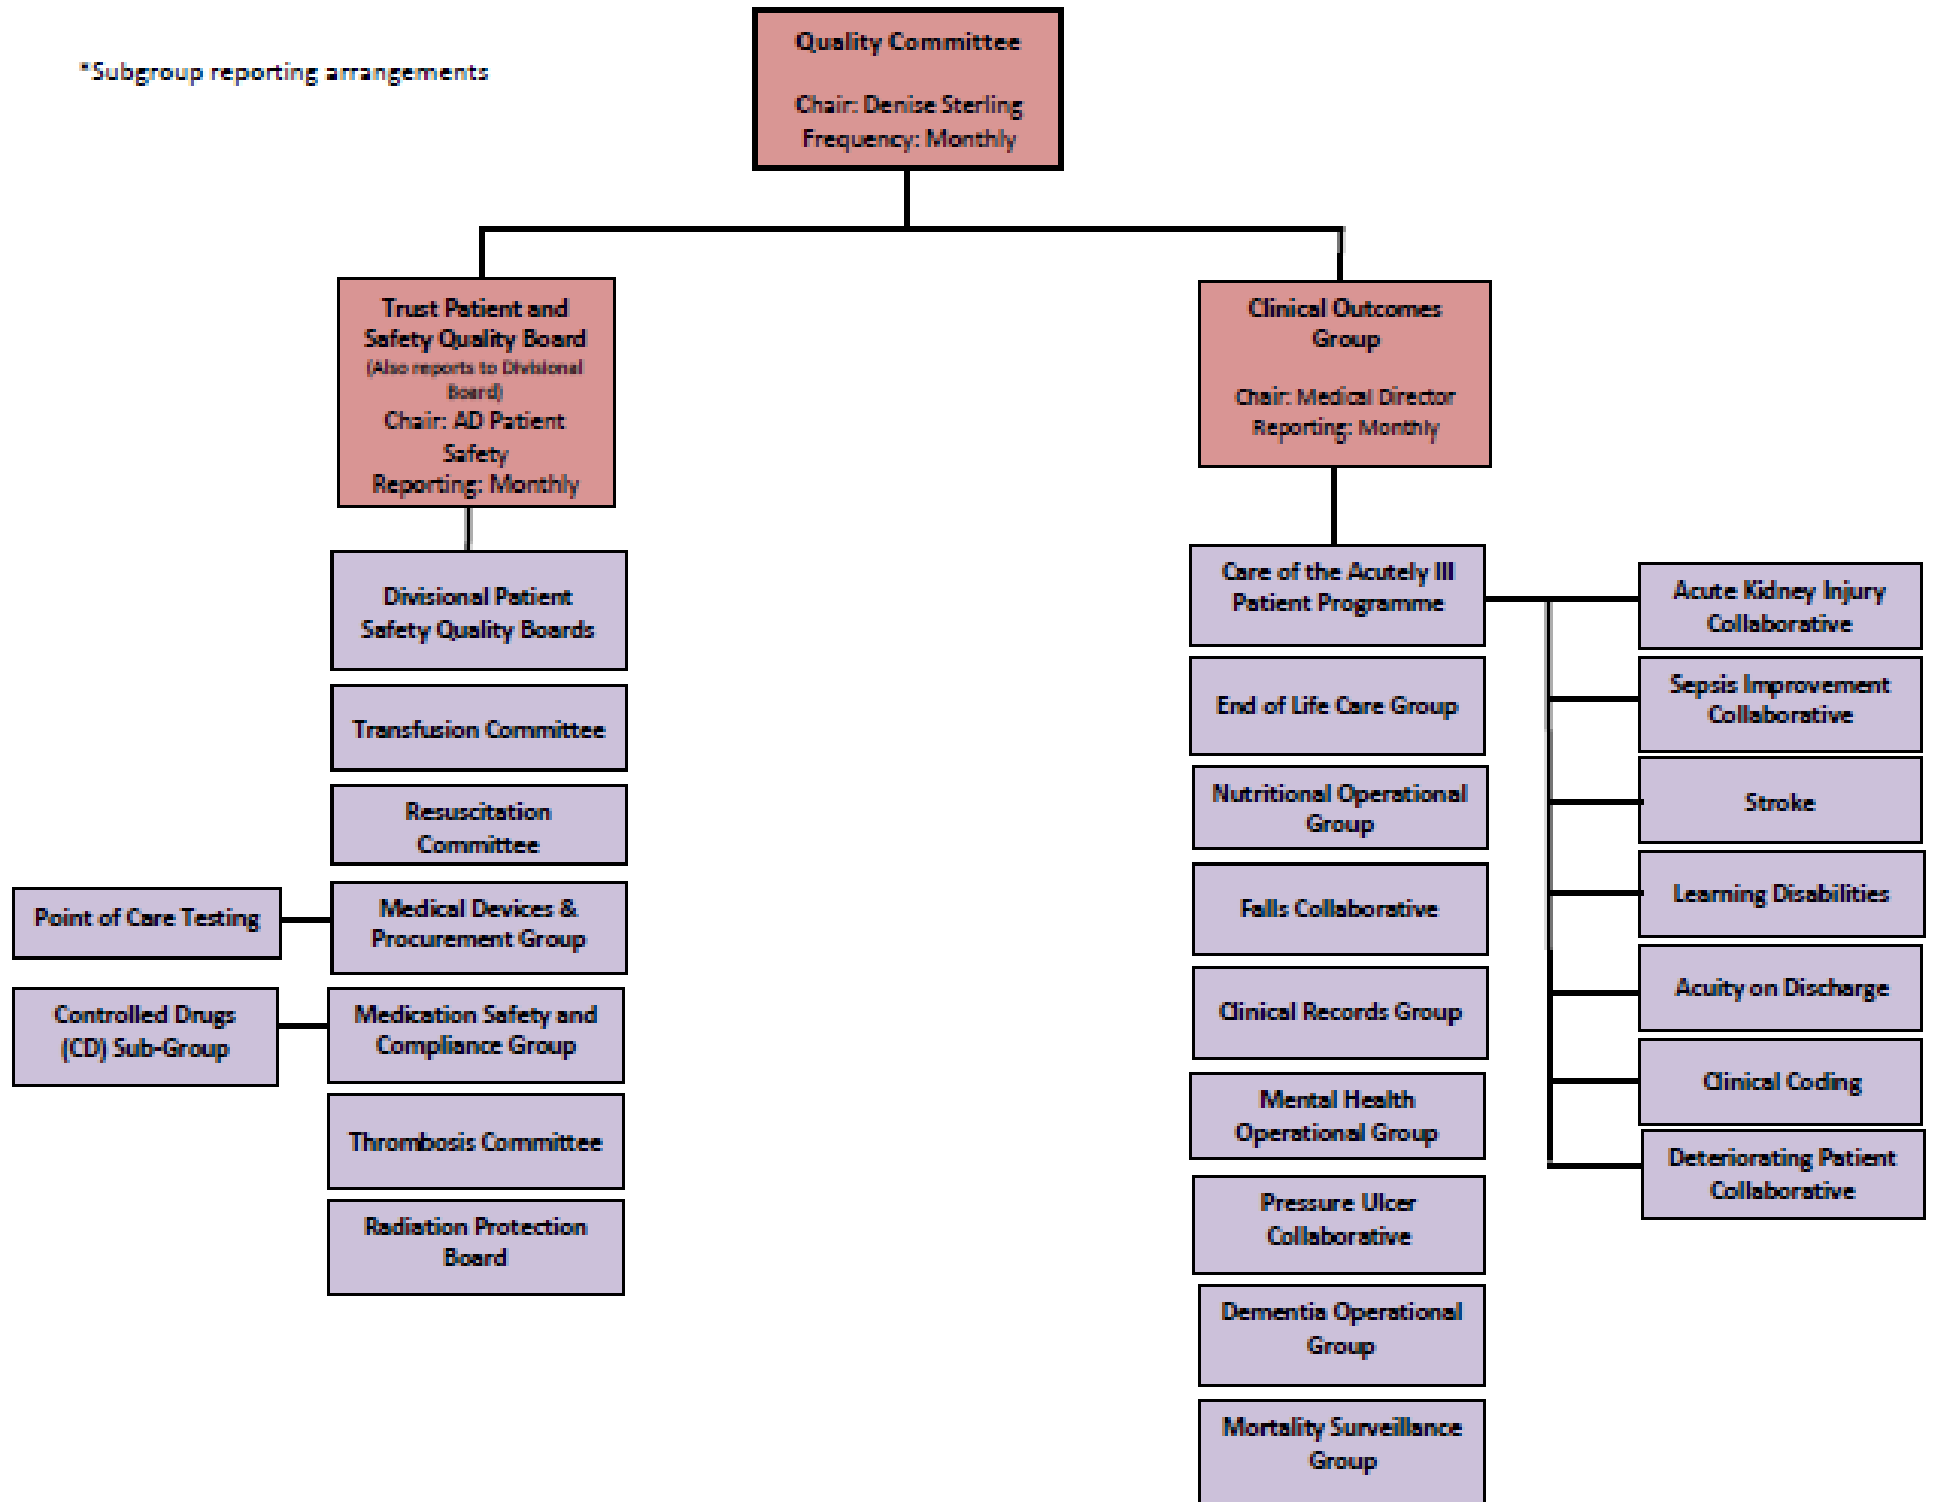 *Subgroup reporting arrangements
Quality Committee
Chair: Denise Sterling
Frequency: Monthly
Trust Patient and
Safety Quality Board
(Also reports to Divisional
Board)
Chair: AD Patient
Safety
Reporting: Monthly
Clinical Outcomes
Group
Chair: Medical Director
Reporting: Monthly
Divisional Patient
Safety Quality Boards
Transfusion Committee
Resuscitation
Committee
Point of Care Testing
Medical Devices &
Procurement Group
Controlled Drugs
(CD) Sub-Group
Medication Safety and
Compliance Group
Thrombosis Committee
Radiation Protection
Board
Care of the Acutely Ill
Patient Programme
End of Life Care Group
Nutritional Operational
Group
Falls Collaborative
Clinical Records Group
Mental Health
Operational Group
Pressure Ulcer
Collaborative
Dementia Operational
Group
Mortality Surveillance
Group
Acute Kidney Injury
Collaborative
Sepsis Improvement
Collaborative
Stroke
Learning Disabilities
Acuity on Discharge
Clinical Coding
Deteriorating Patient
Collaborative